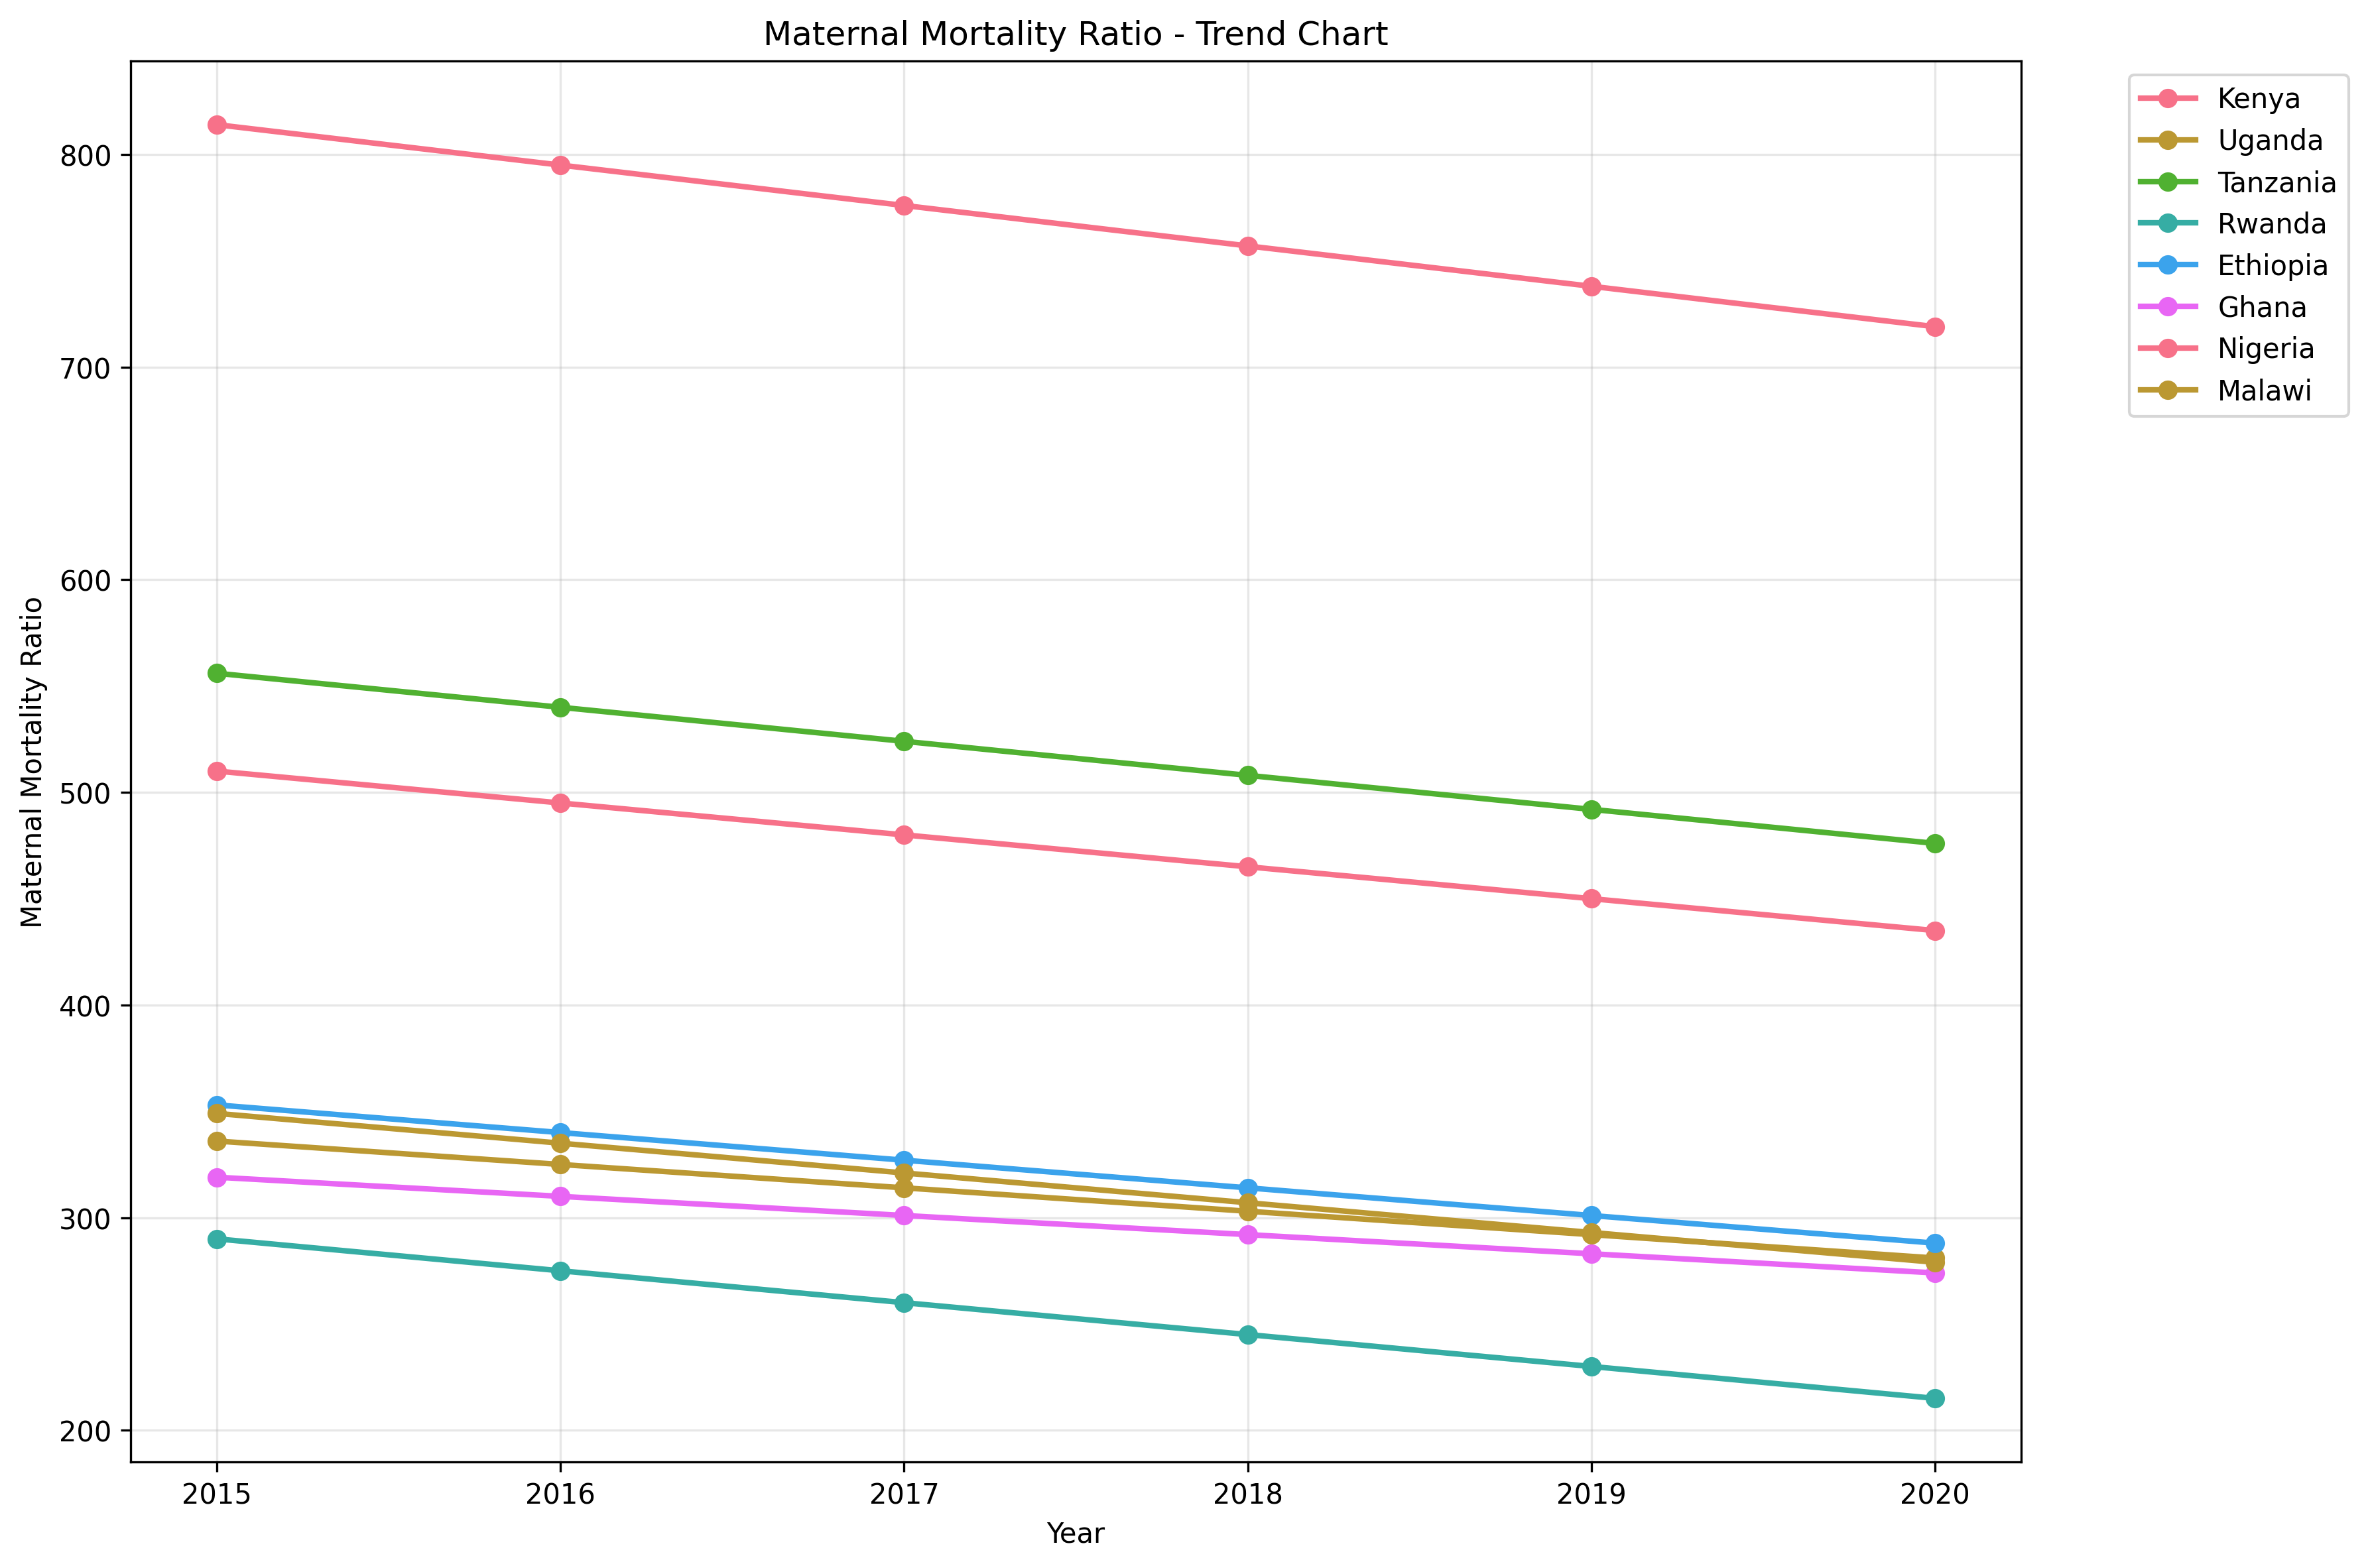 Maternal Mortality Ratio - Trend Chart
Maternal Mortality Ratio
800
700
600
500
400
300
200
2015 2016 2017 2018 2019 2020
Year
Kenya
Uganda
Tanzania
Rwanda
Ethiopia
Ghana
Nigeria
Malawi